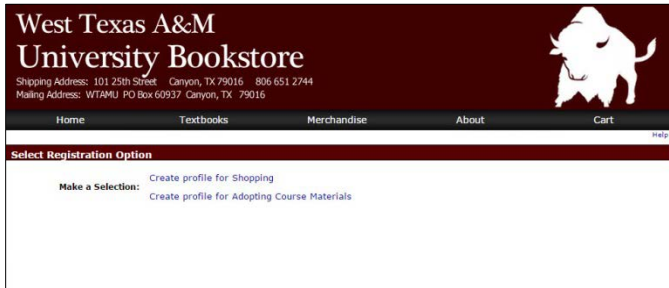 West Texas A&M
University Bookstore
Shipping Address: 101 25th Street Canyon, TX 79016 806 651 2744
Mailing Address: WTAMU PO Box 60937 Canyon, TX 79016
Home Textbooks Merchandise About Cart
Help
Select Registration Option
Make a Selection:
Create profile for Shopping
Create profile for Adopting Course Materials